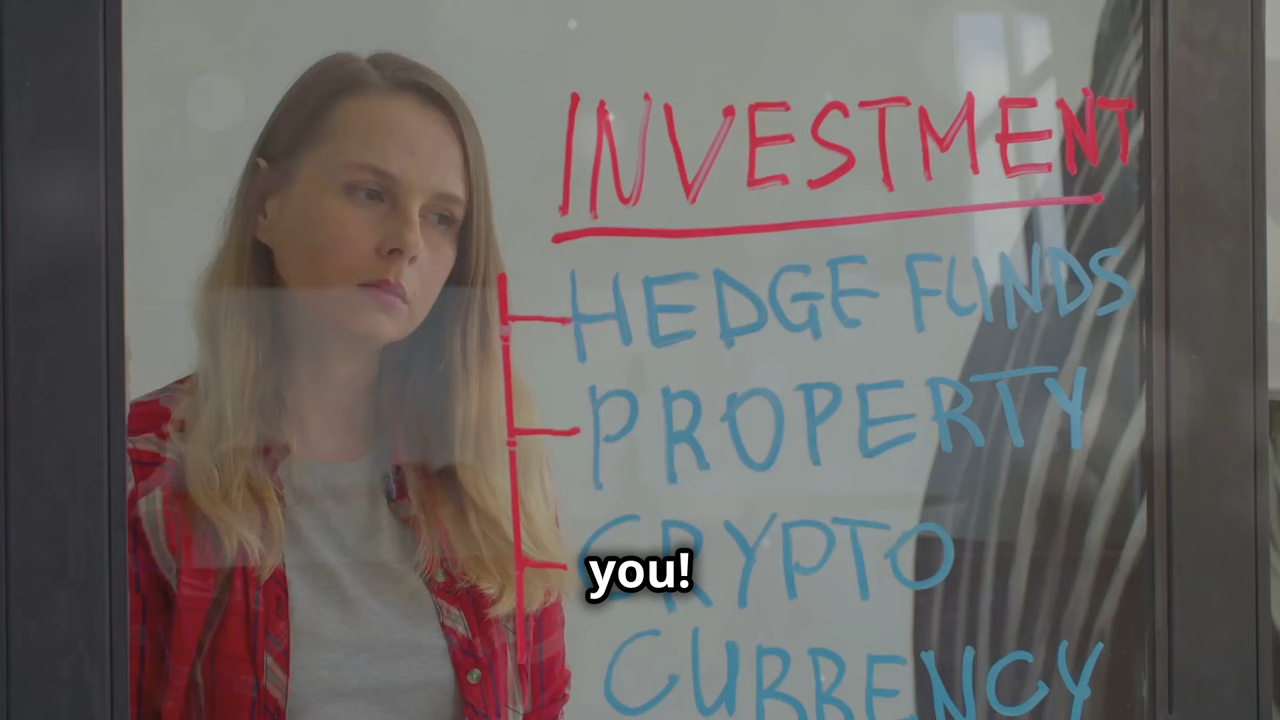 INVESTMENT
HEDGE FUNDS
PROPERTY
CRYPTO
you!
CURRENCY